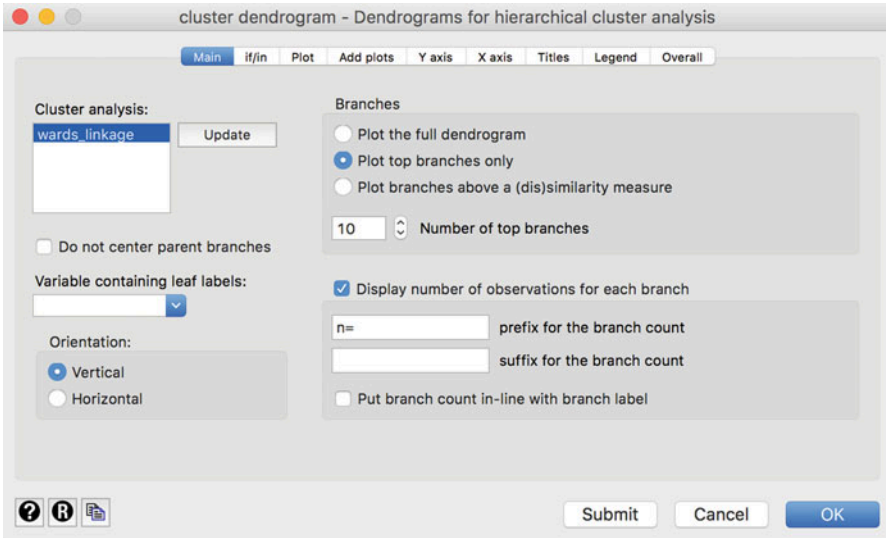 cluster dendrogram - Dendrograms for hierarchical cluster analysis
Main if/in Plot Add plots Y axis X axis Titles Legend Overall
Cluster analysis:
wards_linkage
Update
Do not center parent branches
Variable containing leaf labels:
Orientation:
Vertical
Horizontal
Branches
Plot the full dendrogram
Plot top branches only
Plot branches above a (dis)similarity measure
10 Number of top branches
Display number of observations for each branch
n= prefix for the branch count
suffix for the branch count
Put branch count in-line with branch label
? R
Submit Cancel OK